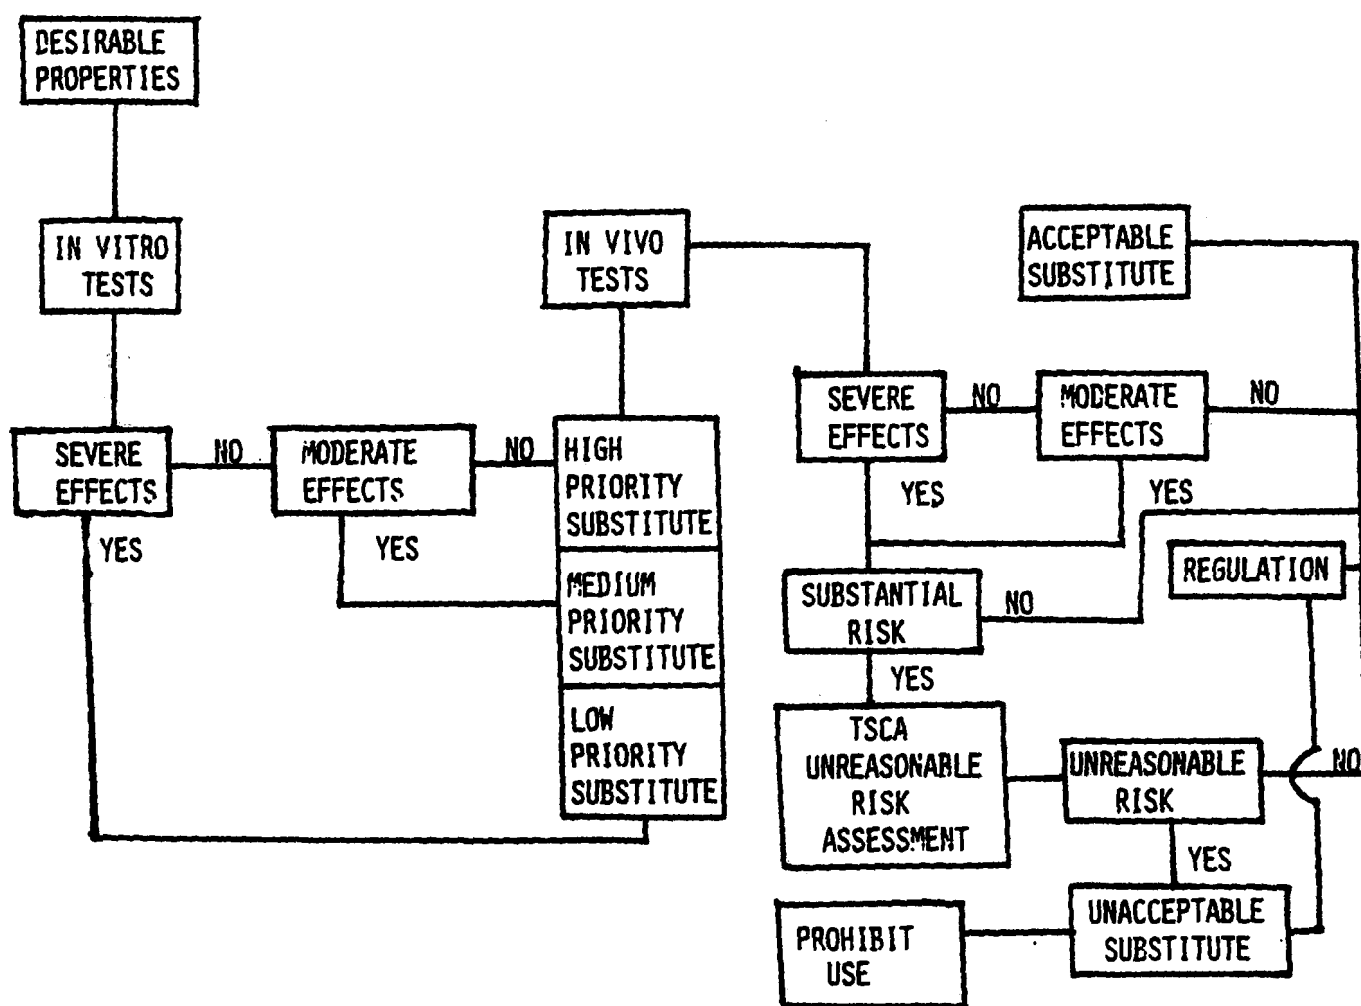 DESIRABLE
PROPERTIES
IN VITRO
TESTS
SEVERE
EFFECTS
NO
YES
MODERATE
EFFECTS
NO
YES
IN VIVO
TESTS
HIGH
PRIORITY
SUBSTITUTE
MEDIUM
PRIORITY
SUBSTITUTE
LOW
PRIORITY
SUBSTITUTE
SEVERE
EFFECTS
NO
YES
MODERATE
EFFECTS
NO
YES
ACCEPTABLE
SUBSTITUTE
SUBSTANTIAL
RISK
NO
YES
REGULATION
TSCA
UNREASONABLE
RISK
ASSESSMENT
UNREASONABLE
RISK
NO
YES
UNACCEPTABLE
SUBSTITUTE
PROHIBIT
USE